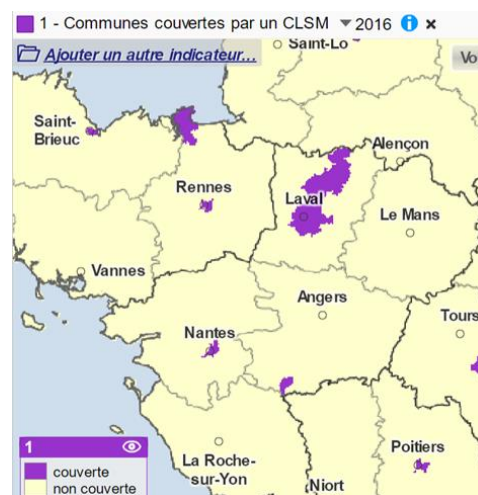 1 - Communes couvertes par un CLSM 2016
Ajouter un autre indicateur...
Saint-Lo
Vo
Saint-
Brieuc
Alençon
Rennes
Laval
Le Mans
Vannes
Angers
Tours
Nantes
1
couverte
non couverte
La Roche-
sur-Yon
Poitiers
Niort